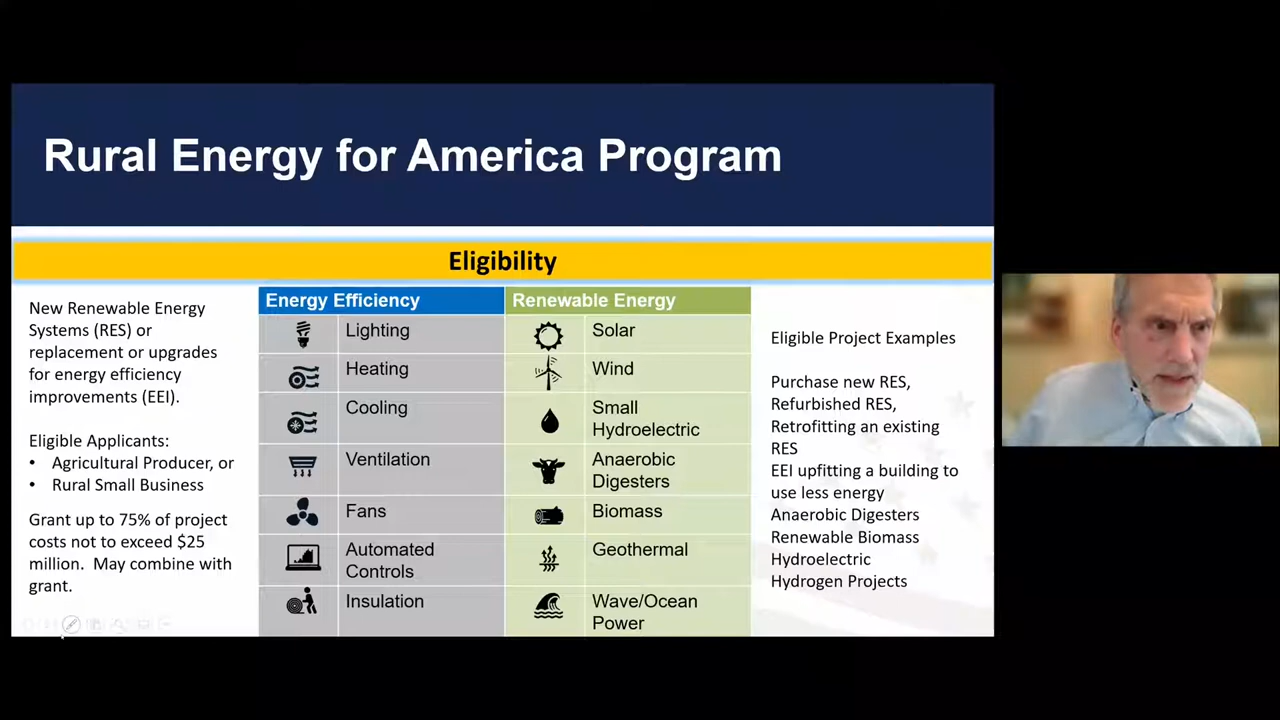 Rural Energy for America Program
Eligibility
New Renewable Energy
Systems (RES) or
replacement or upgrades
for energy efficiency
improvements (EEI).
Eligible Applicants:
• Agricultural Producer, or
• Rural Small Business
Grant up to 75% of project
costs not to exceed $25
million. May combine with
grant.
Energy Efficiency
Lighting
Heating
Cooling
Ventilation
Fans
Automated
Controls
Insulation
Renewable Energy
Solar
Wind
Small
Hydroelectric
Anaerobic
Digesters
Biomass
Geothermal
Wave/Ocean
Power
Eligible Project Examples
Purchase new RES,
Refurbished RES,
Retrofitting an existing
RES
EEI upfitting a building to
use less energy
Anaerobic Digesters
Renewable Biomass
Hydroelectric
Hydrogen Projects